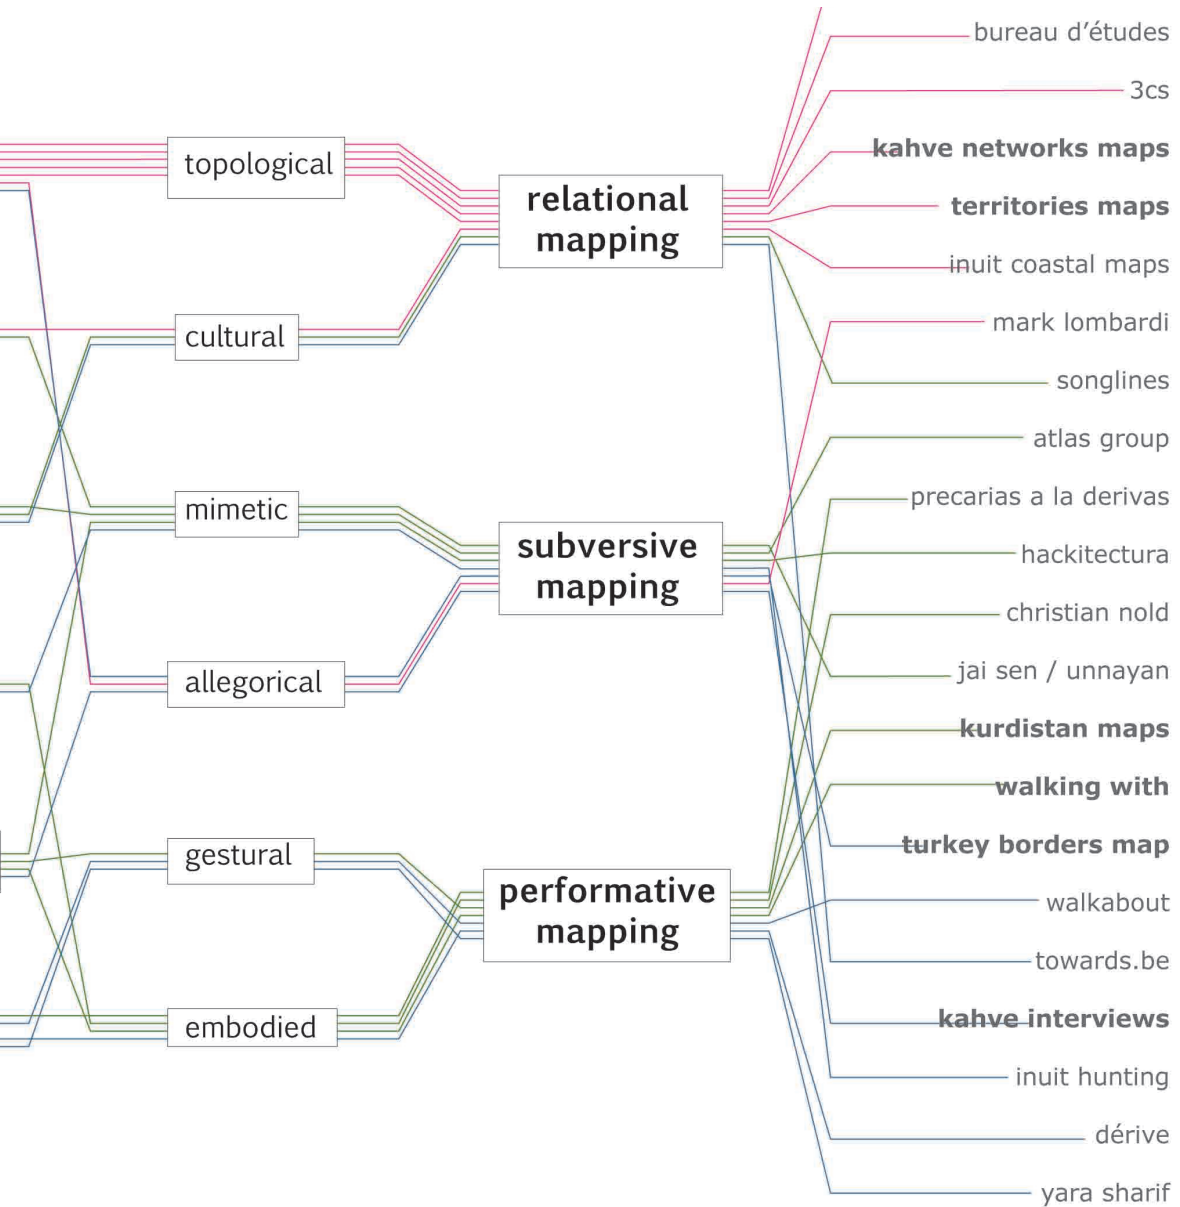 bureau d'études
3cs
kahve networks maps
territories maps
inuit coastal maps
mark lombardi
songlines
atlas group
precarias a la derivas
hackitectura
christian nold
jai sen / unnayan
kurdistan maps
walking with
turkey borders map
walkabout
towards.be
kahve interviews
inuit hunting
dérive
yara sharif
topological
cultural
mimetic
allegorical
gestural
embodied
relational
mapping
subversive
mapping
performative
mapping